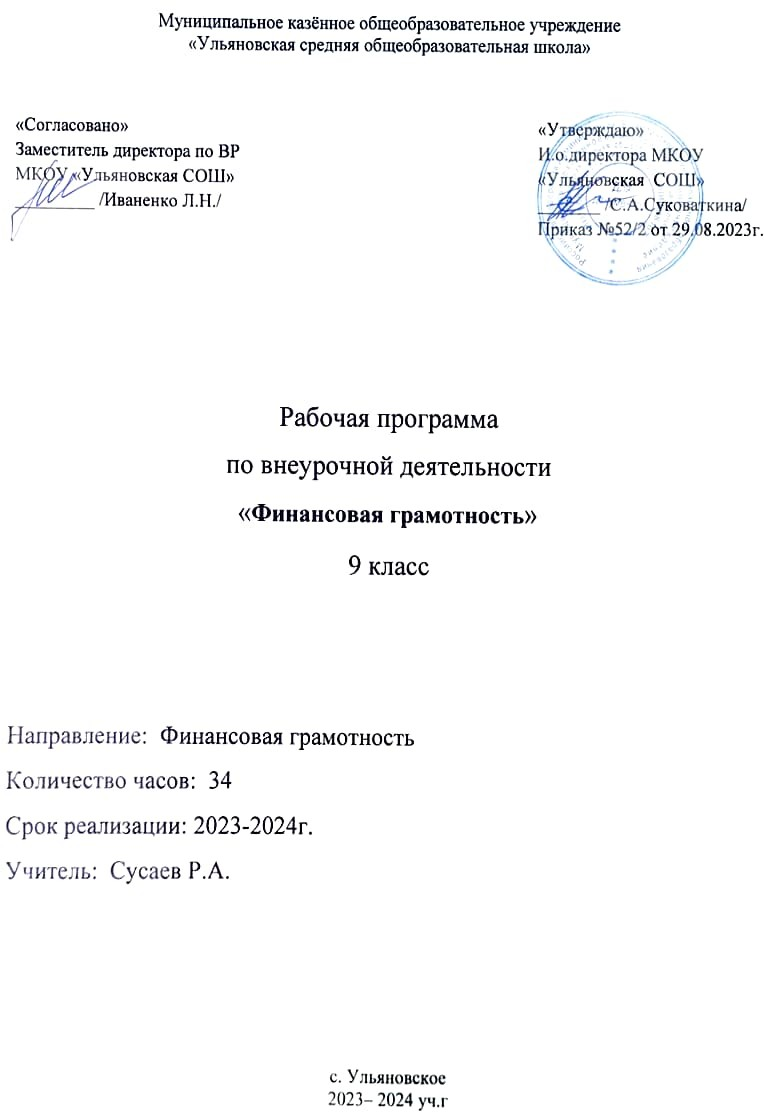 Муниципальное казённое общеобразовательное учреждение
«Ульяновская средняя общеобразовательная школа»
«Согласовано»
Заместитель директора по ВР
МКОУ «Ульяновская СОШ»
_________ /Иваненко Л.Н./
«Утверждаю»
И.о.директора МКОУ
«Ульяновская СОШ»
_______ /С.А.Суковаткина/
Приказ №52/2 от 29.08.2023г.
Рабочая программа
по внеурочной деятельности
«Финансовая грамотность»
9 класс
Направление: Финансовая грамотность
Количество часов: 34
Срок реализации: 2023-2024г.
Учитель: Сусаев Р.А.
с. Ульяновское
2023– 2024 уч.г